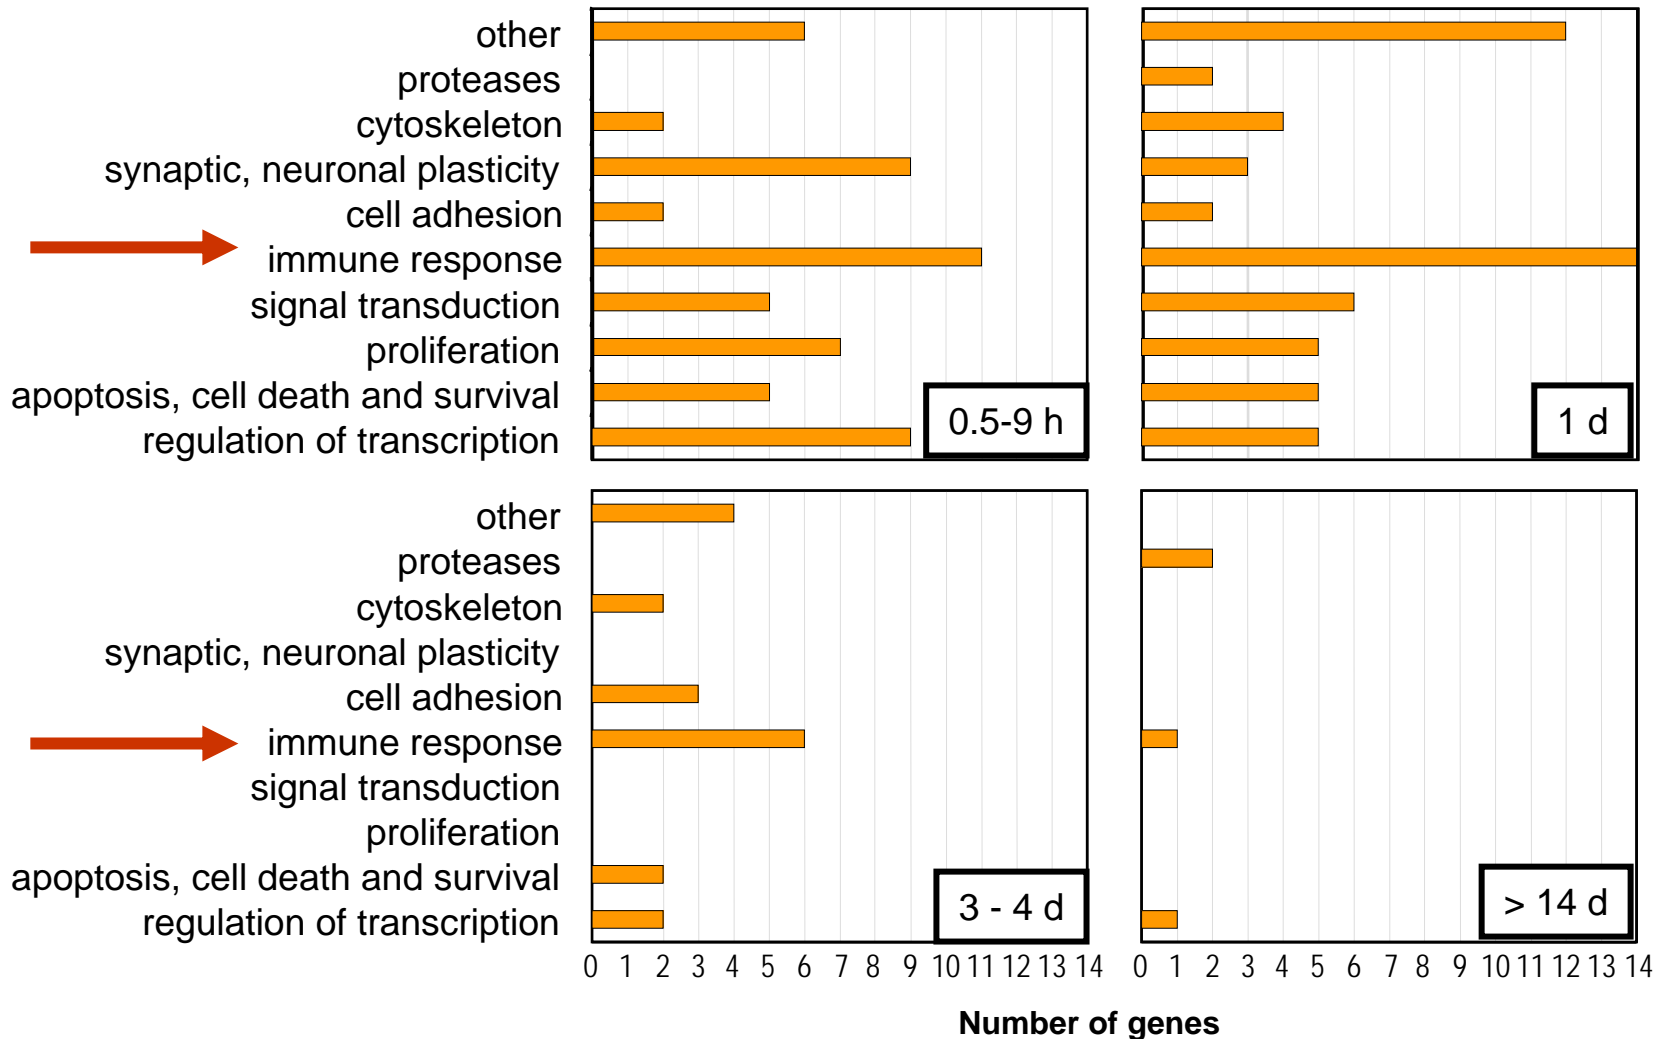 other
proteases
cytoskeleton
synaptic, neuronal plasticity
cell adhesion
immune response
signal transduction
proliferation
apoptosis, cell death and survival
regulation of transcription
0.5-9 h
1 d
other
proteases
cytoskeleton
synaptic, neuronal plasticity
cell adhesion
immune response
signal transduction
proliferation
apoptosis, cell death and survival
regulation of transcription
3 - 4 d
> 14 d
0 1 2 3 4 5 6 7 8 9 10 11 12 13 14
0 1 2 3 4 5 6 7 8 9 10 11 12 13 14
Number of genes